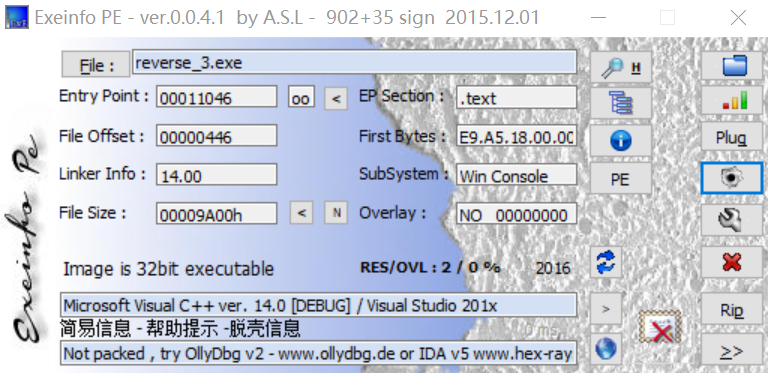 Exeinfo PE - ver.0.0.4.1 by A.S.L - 902+35 sign 2015.12.01
File : reverse_3.exe H
Entry Point : 00011046 oo < EP Section : .text
File Offset : 00000446 First Bytes : E9.A5.18.00.00 Plug
Linker Info : 14.00 SubSystem : Win Console PE
File Size : 00009A00h < N Overlay : NO 00000000
Image is 32bit executable RES/OVL : 2 / 0 % 2016
Microsoft Visual C++ ver. 14.0 [DEBUG] / Visual Studio 201x > Rip
简易信息 - 帮助提示 -脱壳信息 0 ms.
Not packed , try OllyDbg v2 - www.ollydbg.de or IDA v5 www.hex-ray >>
Exeinfo Pe